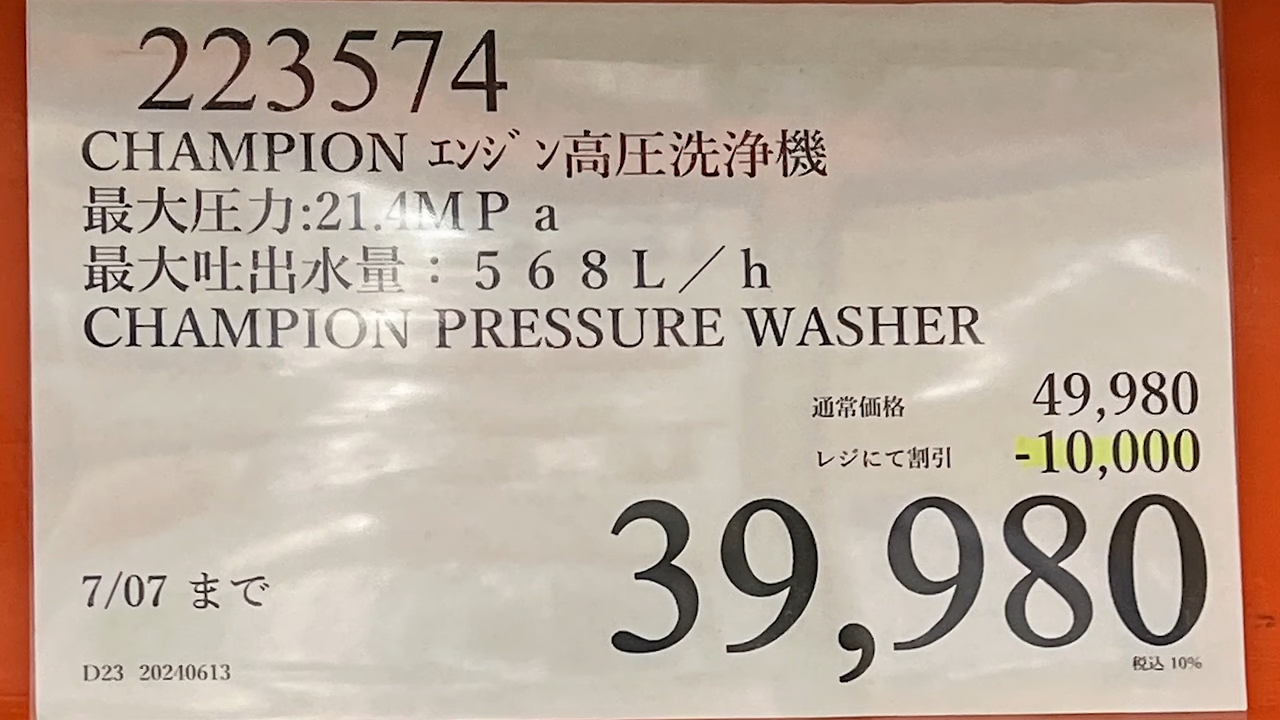 223574
CHAMPION ｴﾝｼﾞﾝ高圧洗浄機
最大圧力:21.4MＰ a
最大吐出水量：５６８Ｌ／ｈ
CHAMPION PRESSURE WASHER
通常価格 49,980
レジにて割引 -10,000
39,980
7/07 まで
税込 10%
D23 20240613